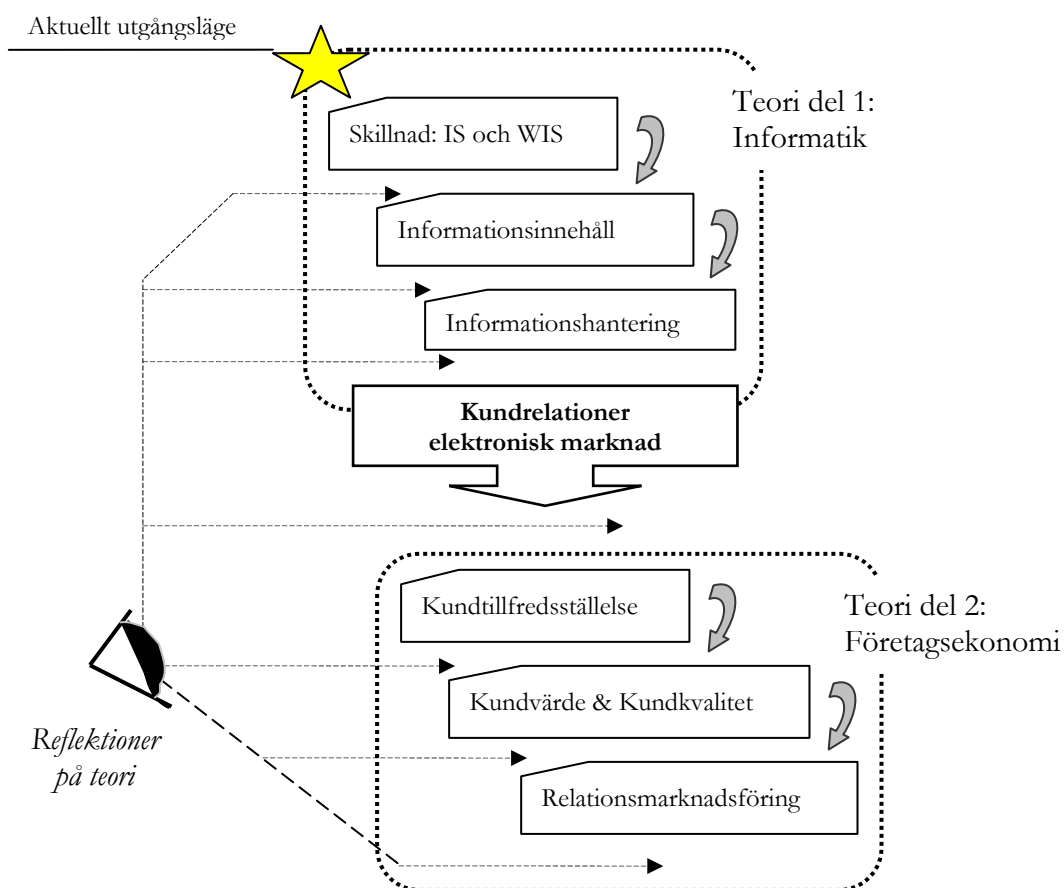 Aktuellt utgångsläge
Teori del 1:
Informatik
Skillnad: IS och WIS
Informationsinnehåll
Informationshantering
Kundrelationer
elektronisk marknad
Teori del 2:
Företagsekonomi
Kundtillfredsställelse
Kundvärde & Kundkvalitet
Relationsmarknadsföring
Reflektioner
på teori